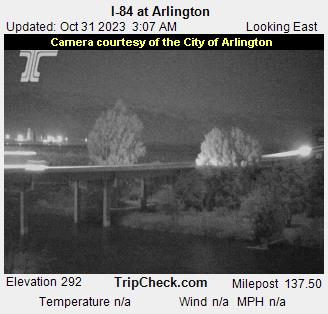 I-84 at Arlington
Updated: Oct 31 2023 3:07 AM Looking East
Camera courtesy of the City of Arlington
Elevation 292 TripCheck.com Milepost 137.50
Temperature n/a Wind n/a MPH n/a